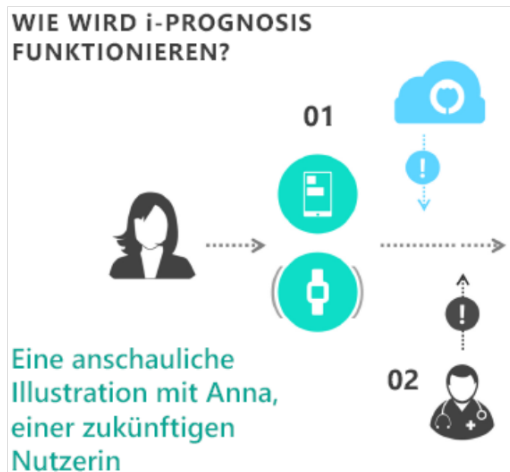 WIE WIRD i-PROGNOSIS
FUNKTIONIEREN?
01
!
!
02
Eine anschauliche
Illustration mit Anna,
einer zukünftigen
Nutzerin